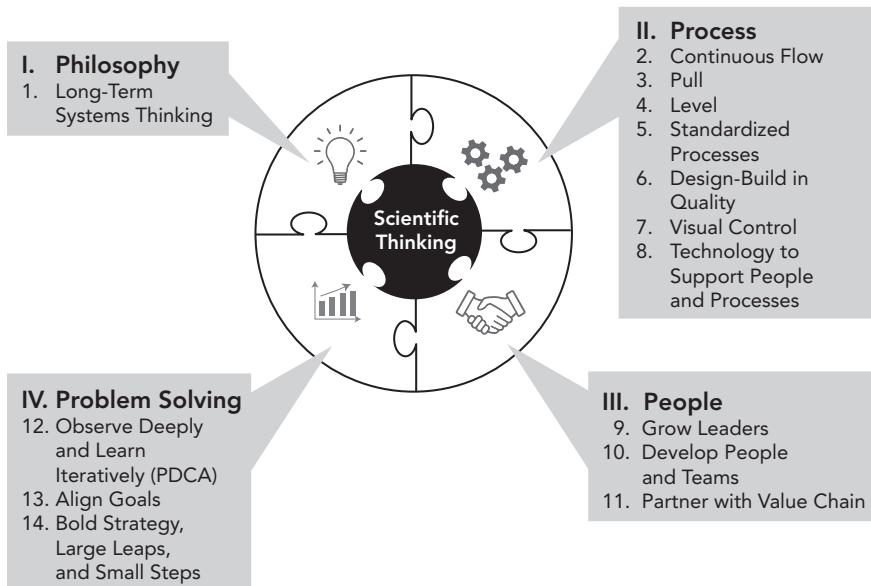 I. Philosophy
1. Long-Term
Systems Thinking
II. Process
2. Continuous Flow
3. Pull
4. Level
5. Standardized
Processes
6. Design-Build in
Quality
7. Visual Control
8. Technology to
Support People
and Processes
Scientific
Thinking
IV. Problem Solving
12. Observe Deeply
and Learn
Iteratively (PDCA)
13. Align Goals
14. Bold Strategy,
Large Leaps,
and Small Steps
III. People
9. Grow Leaders
10. Develop People
and Teams
11. Partner with Value Chain